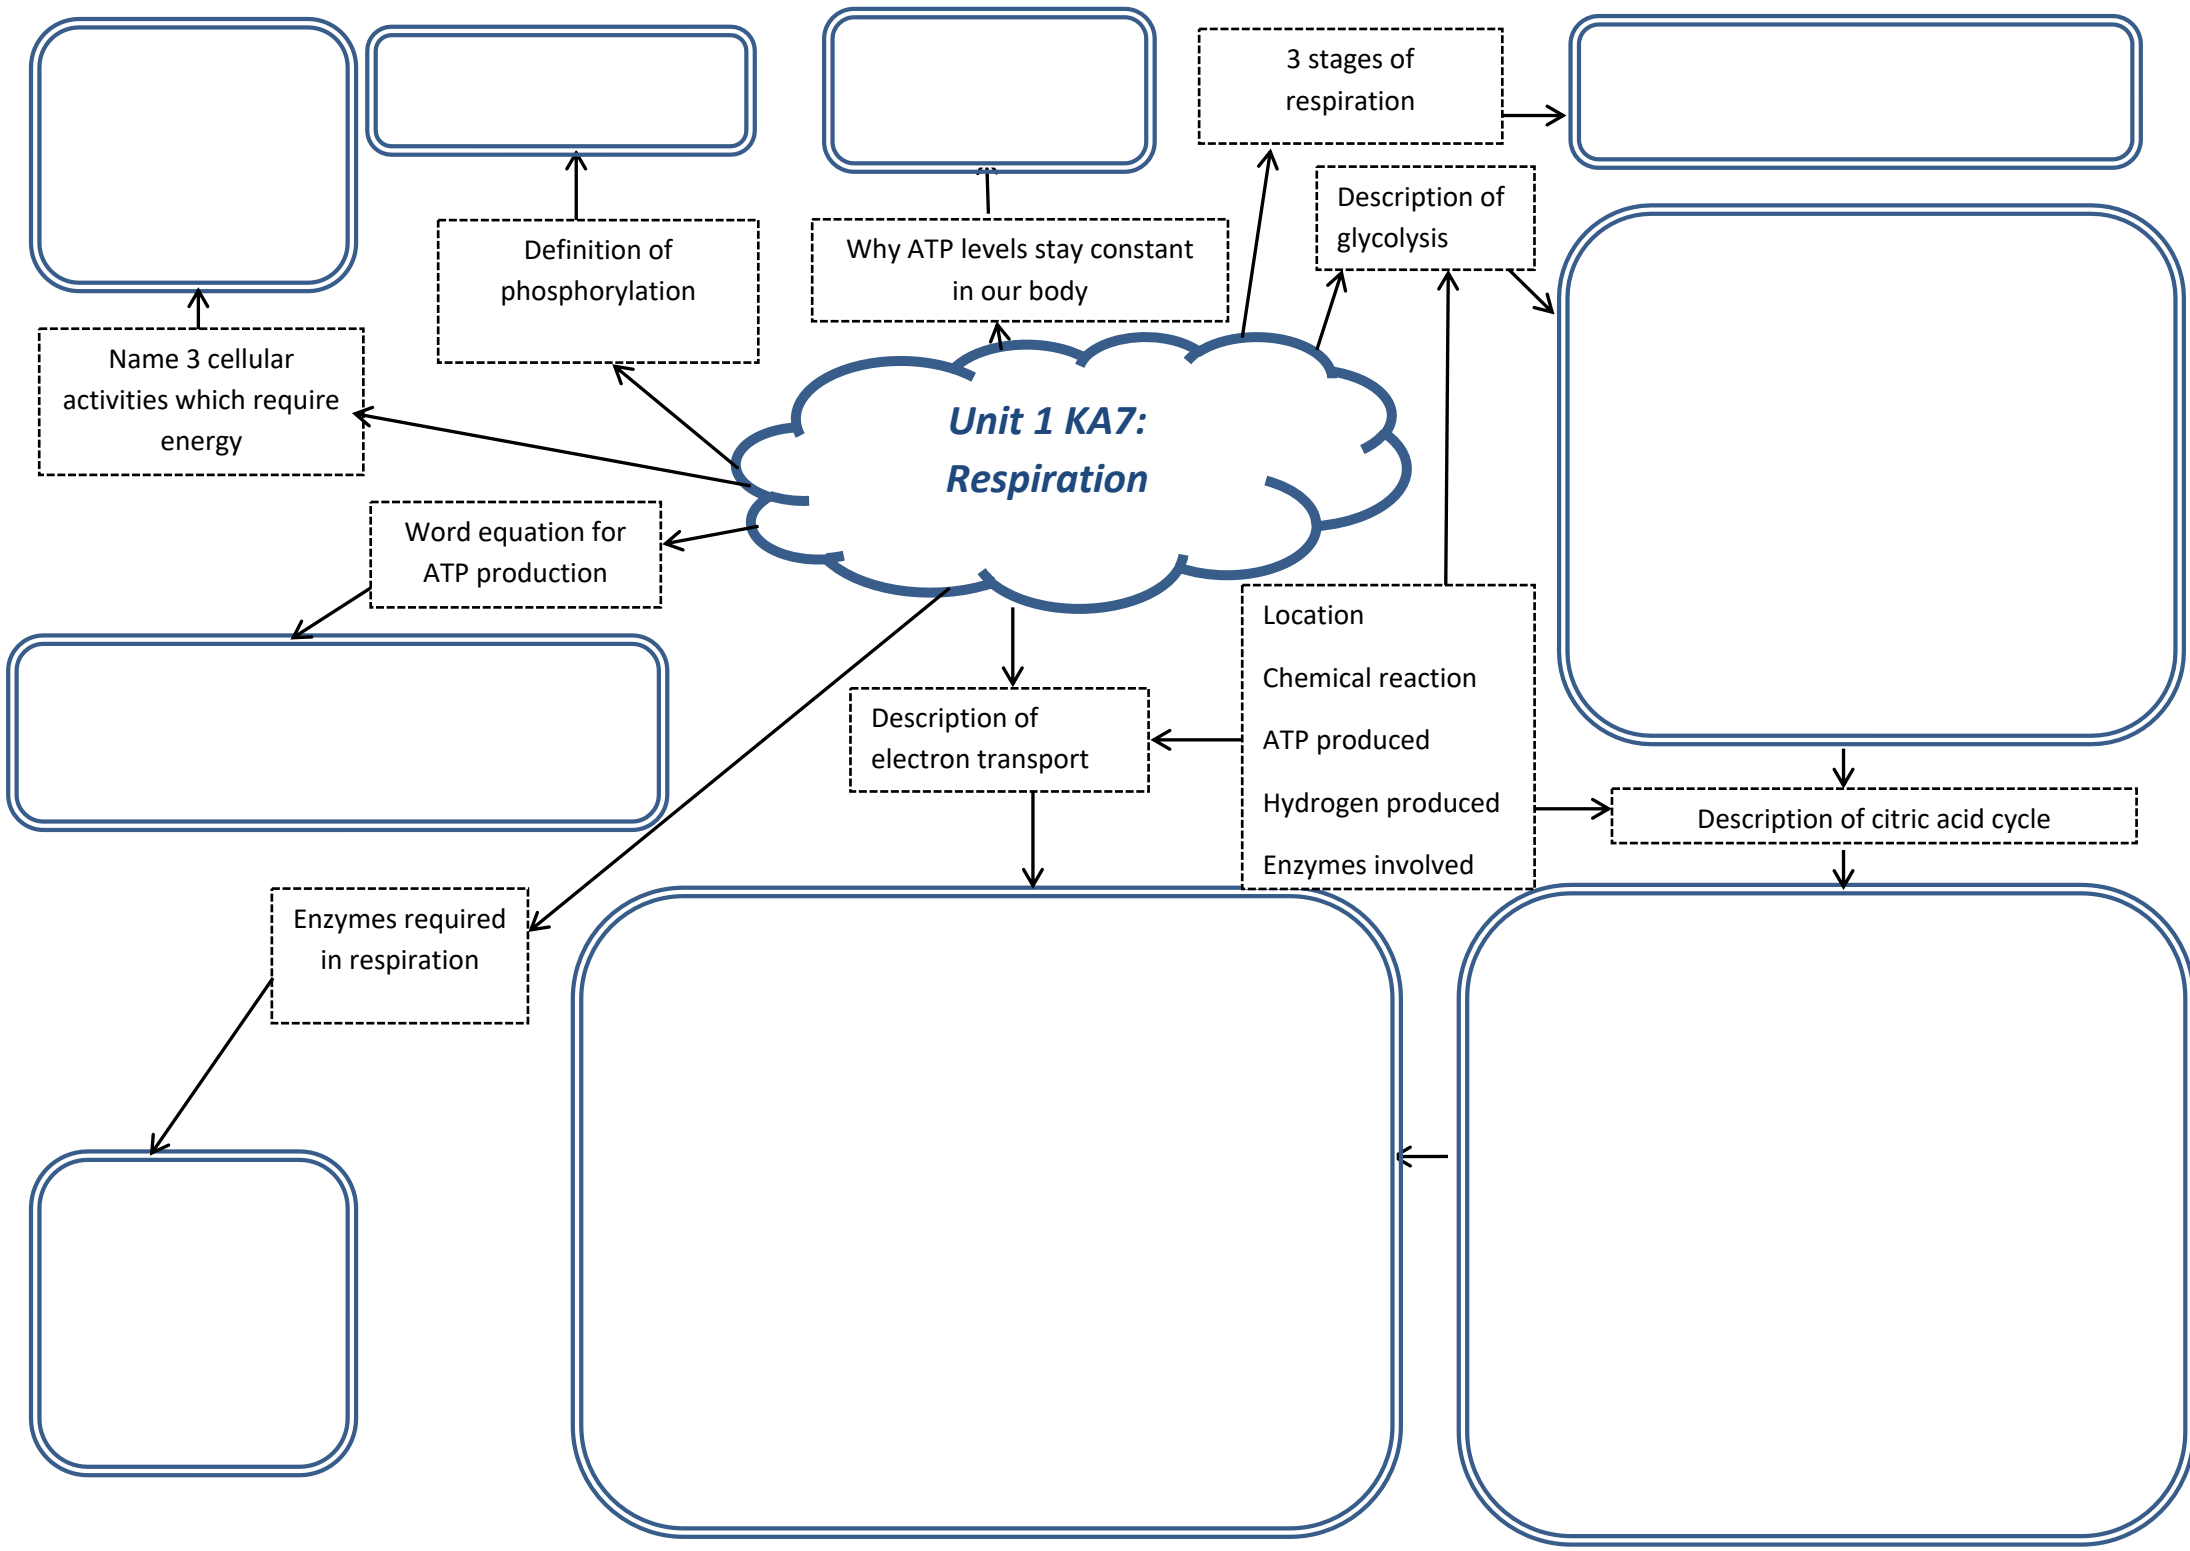 3 stages of
respiration
Description of
glycolysis
Definition of
phosphorylation
Why ATP levels stay constant
in our body
Name 3 cellular
activities which require
energy
Unit 1 KA7:
Respiration
Word equation for
ATP production
Location
Chemical reaction
ATP produced
Hydrogen produced
Enzymes involved
Description of
electron transport
Description of citric acid cycle
Enzymes required
in respiration